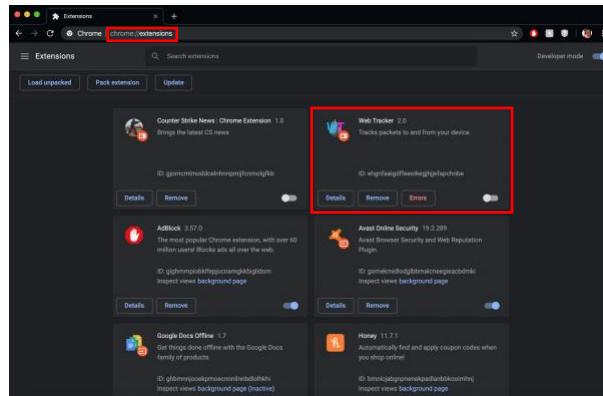 Extensions
Chrome chrome://extensions
Extensions
Search extensions
Developer mode
Load unpacked
Pack extension
Update
Counter Strike News : Chrome Extension 1.0
Brings the latest CS news
ID:
Details
Remove
Web Tracker 2.0
Tracks packets to and from your device.
ID:
Details
Remove
Errors
AdBlock 3.57.0
The most popular Chrome extension, with over 60
million users! Blocks ads all over the web.
ID:
Inspect views background page
Details
Remove
Avast Online Security 19.2.289
Avast Browser Security and Web Reputation
Plugin.
ID:
Inspect views background page
Details
Remove
Google Docs Offline 1.7
Get things done offline with the Google Docs
family of products.
ID:
Inspect views background page (Inactive)
Honey 11.7.1
Automatically find and apply coupon codes when
you shop online!
ID:
Inspect views background page